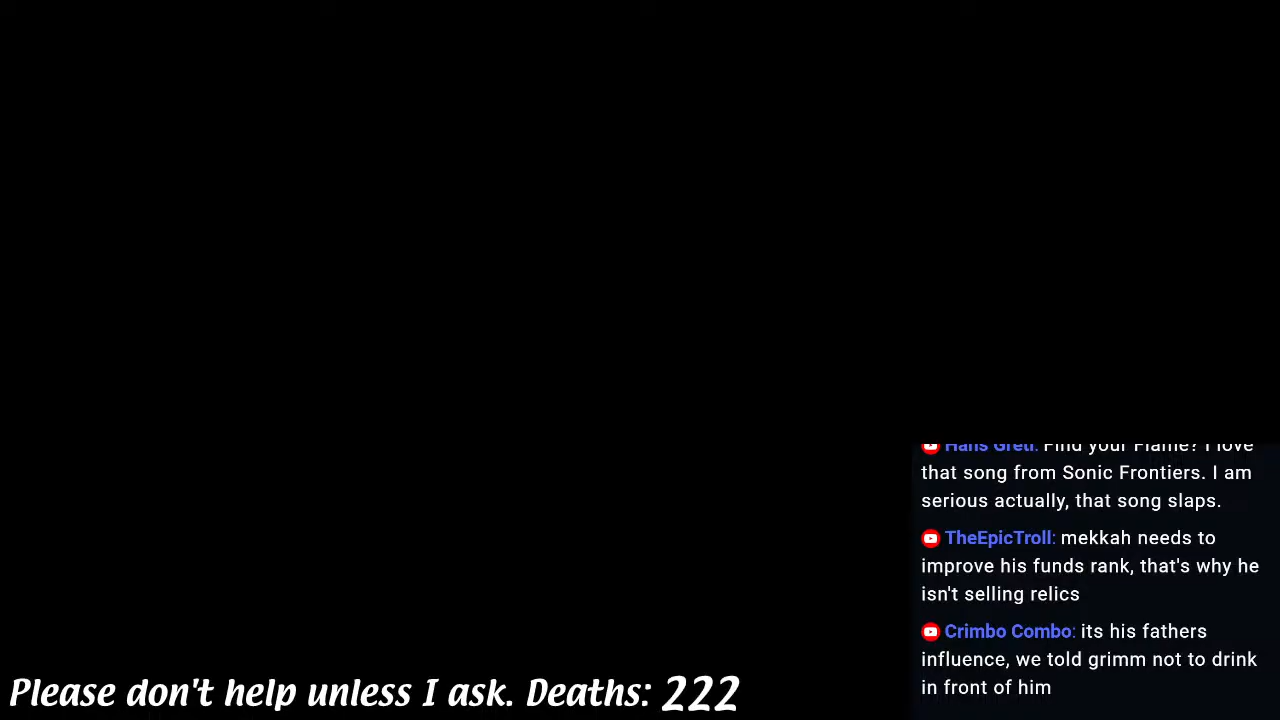 Hans Gretl: Find your Flame? I love
that song from Sonic Frontiers. I am
serious actually, that song slaps.
TheEpicTroll: mekkah needs to
improve his funds rank, that's why he
isn't selling relics
Crimbo Combo: its his fathers
influence, we told grimm not to drink
in front of him
Please don't help unless I ask. Deaths: 222